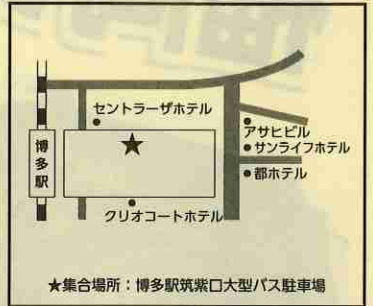 セントラーザホテル
アサヒビル
サンライフホテル
博多駅
都ホテル
クリオコートホテル
★集合場所：博多駅筑紫口大型バス駐車場